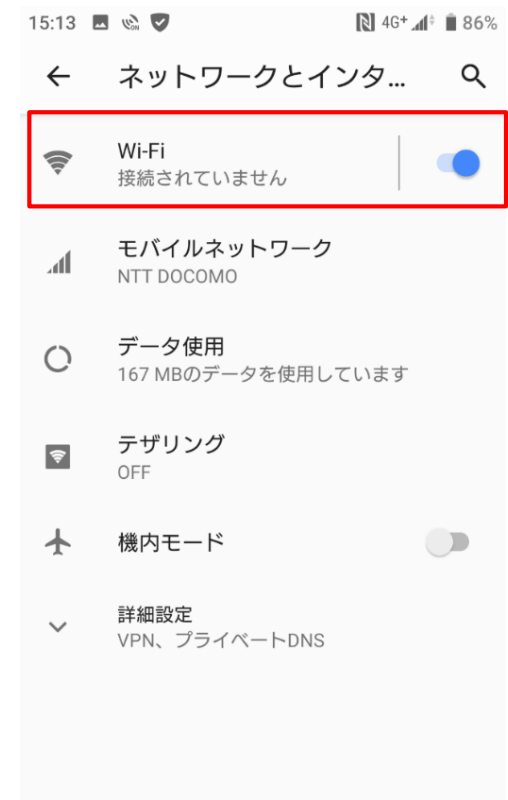 15:13 ON 4G+ 86%
ネットワークとインタ...
Wi-Fi
接続されていません
モバイルネットワーク
NTT DOCOMO
データ使用
167 MBのデータを使用しています
テザリング
OFF
機内モード
詳細設定
VPN、プライベートDNS